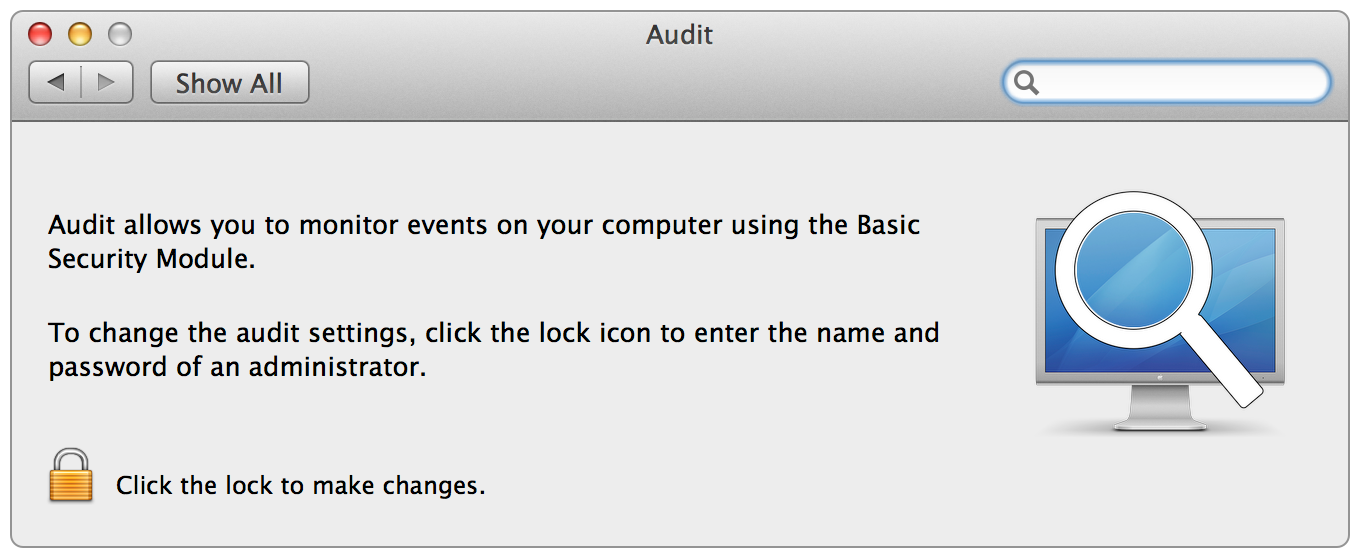 Audit
Show All
Audit allows you to monitor events on your computer using the Basic
Security Module.
To change the audit settings, click the lock icon to enter the name and
password of an administrator.
Click the lock to make changes.